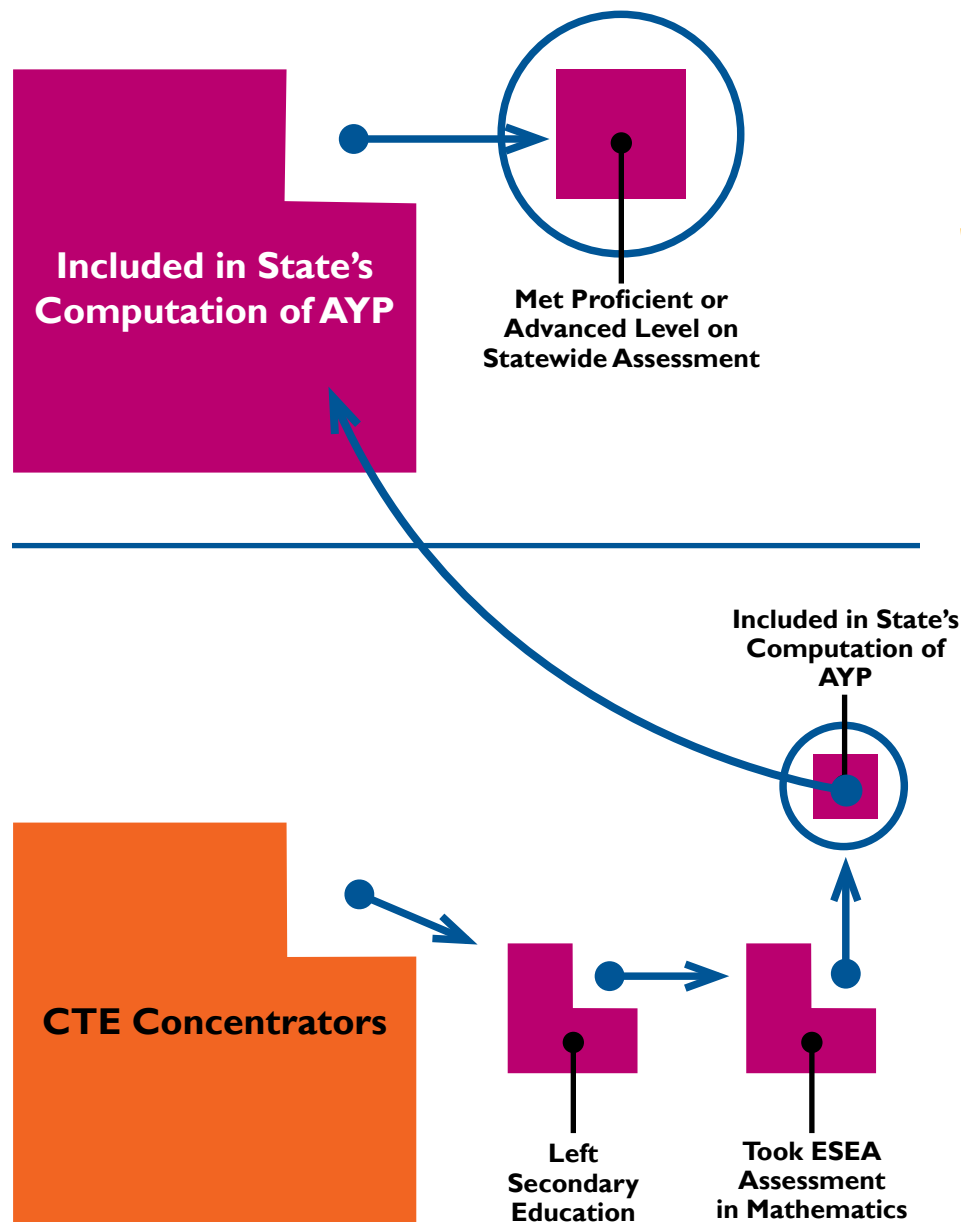 Included in State’s
Computation of AYP
Met Proficient or
Advanced Level on
Statewide Assessment
Included in State’s
Computation of
AYP
CTE Concentrators
Left
Secondary
Education
Took ESEA
Assessment
in Mathematics